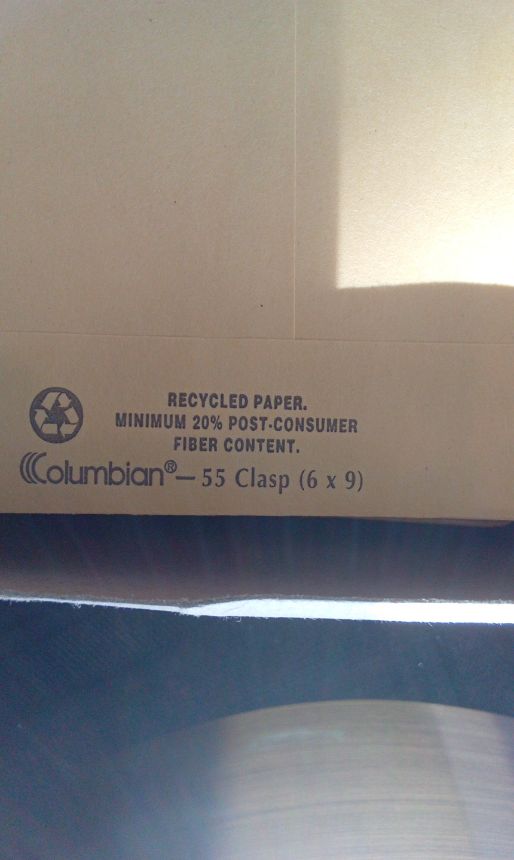 RECYCLED PAPER.
MINIMUM 20% POST-CONSUMER
FIBER CONTENT.
Columbian®— 55 Clasp (6 x 9)